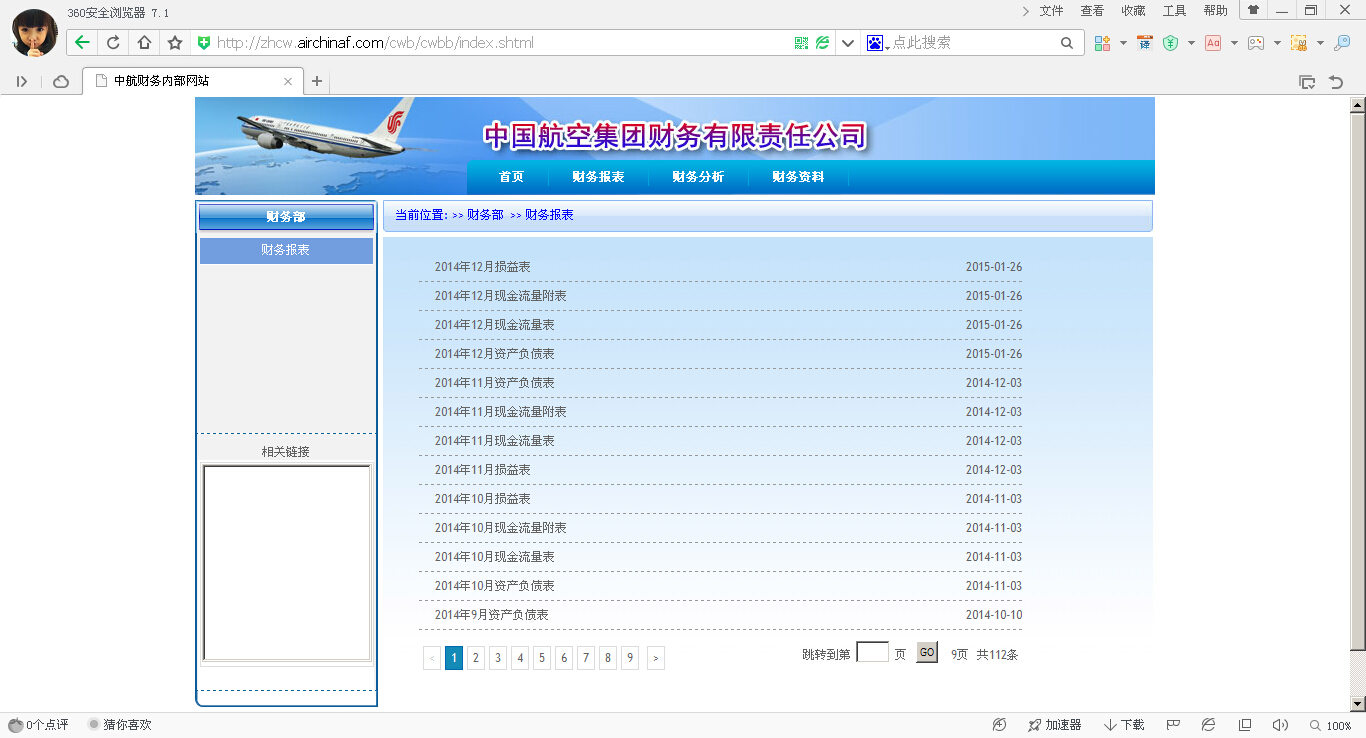 360安全浏览器 7.1
文件 查看 收藏 工具 帮助
http://zhcw.airchinaf.com/cwb/cwbb/index.shtml
点此搜索
中航财务内部网站
中国航空集团财务有限责任公司
首页 财务报表 财务分析 财务资料
财务部
财务报表
相关链接
当前位置: >> 财务部 >> 财务报表
2014年12月损益表 2015-01-26
2014年12月现金流量附表 2015-01-26
2014年12月现金流量表 2015-01-26
2014年12月资产负债表 2015-01-26
2014年11月资产负债表 2014-12-03
2014年11月现金流量附表 2014-12-03
2014年11月现金流量表 2014-12-03
2014年11月损益表 2014-12-03
2014年10月损益表 2014-11-03
2014年10月现金流量附表 2014-11-03
2014年10月现金流量表 2014-11-03
2014年10月资产负债表 2014-11-03
2014年9月资产负债表 2014-10-10
< 1 2 3 4 5 6 7 8 9 > 跳转到第 页 GO 9页 共112条
0个点评 猜你喜欢 加速器 下载 100%